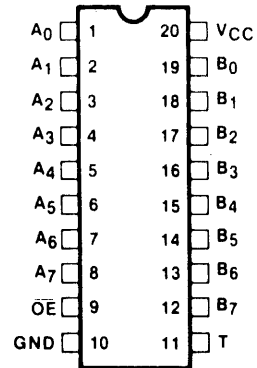 A0 1 20 VCC
A1 2 19 B0
A2 3 18 B1
A3 4 17 B2
A4 5 16 B3
A5 6 15 B4
A6 7 14 B5
A7 8 13 B6
O̅E̅ 9 12 B7
GND 10 11 T